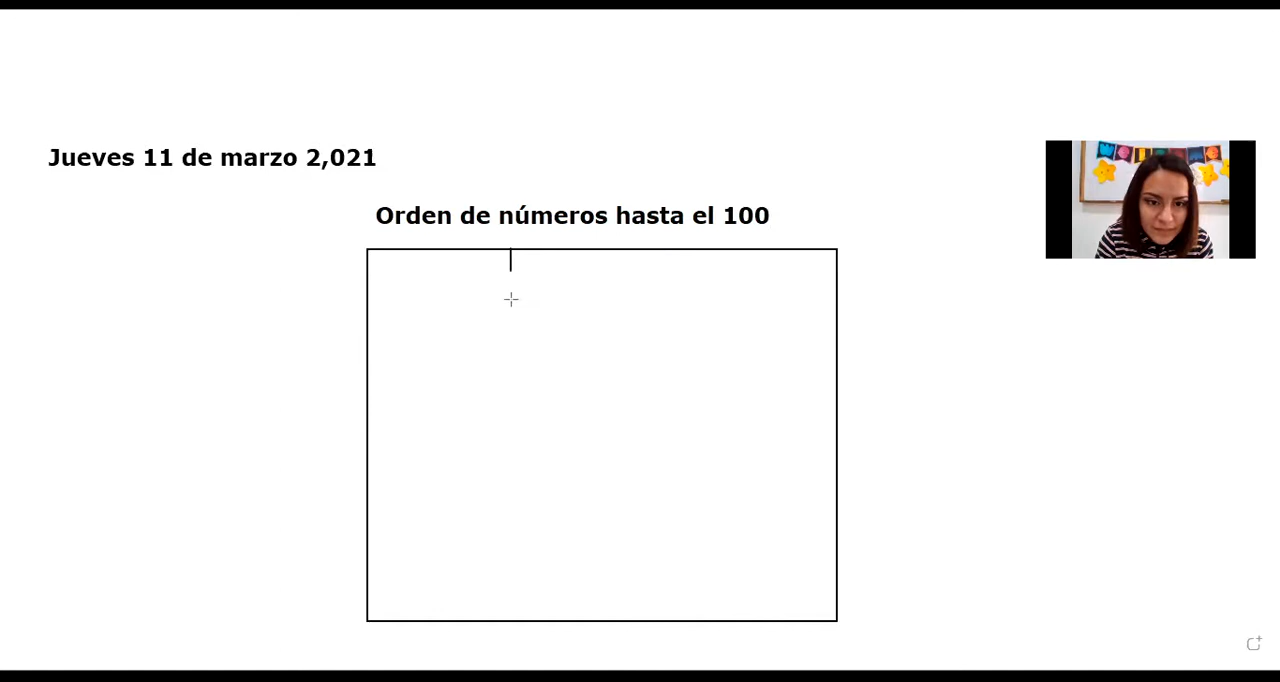 Jueves 11 de marzo 2,021
Orden de números hasta el 100